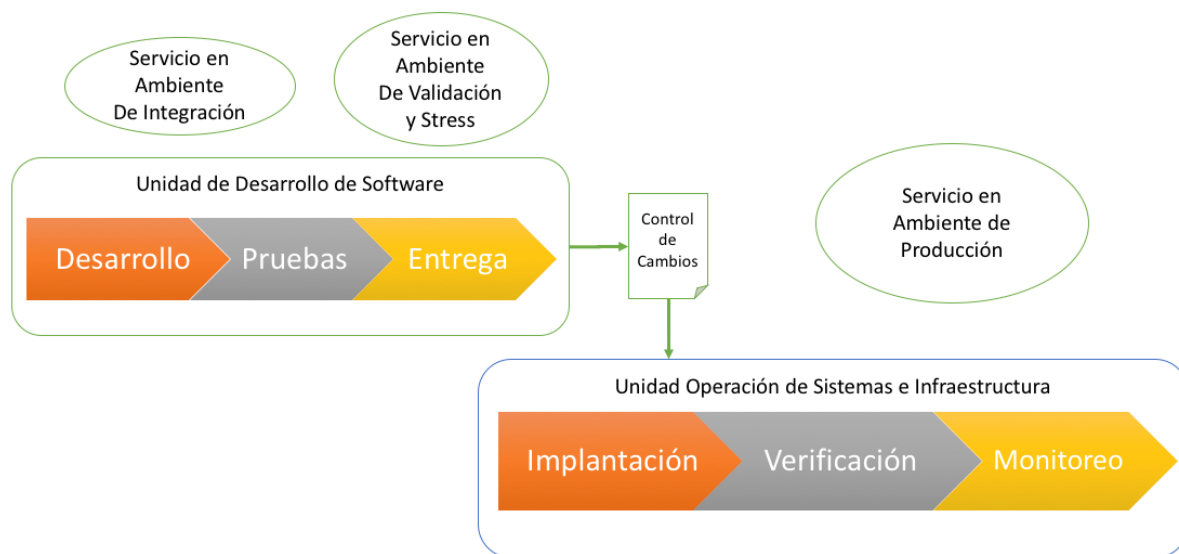 Servicio en
Ambiente
De Integración
Servicio en
Ambiente
De Validación
y Stress
Unidad de Desarrollo de Software
Desarrollo
Pruebas
Entrega
Control
de
Cambios
Servicio en
Ambiente de
Producción
Unidad Operación de Sistemas e Infraestructura
Implantación
Verificación
Monitoreo